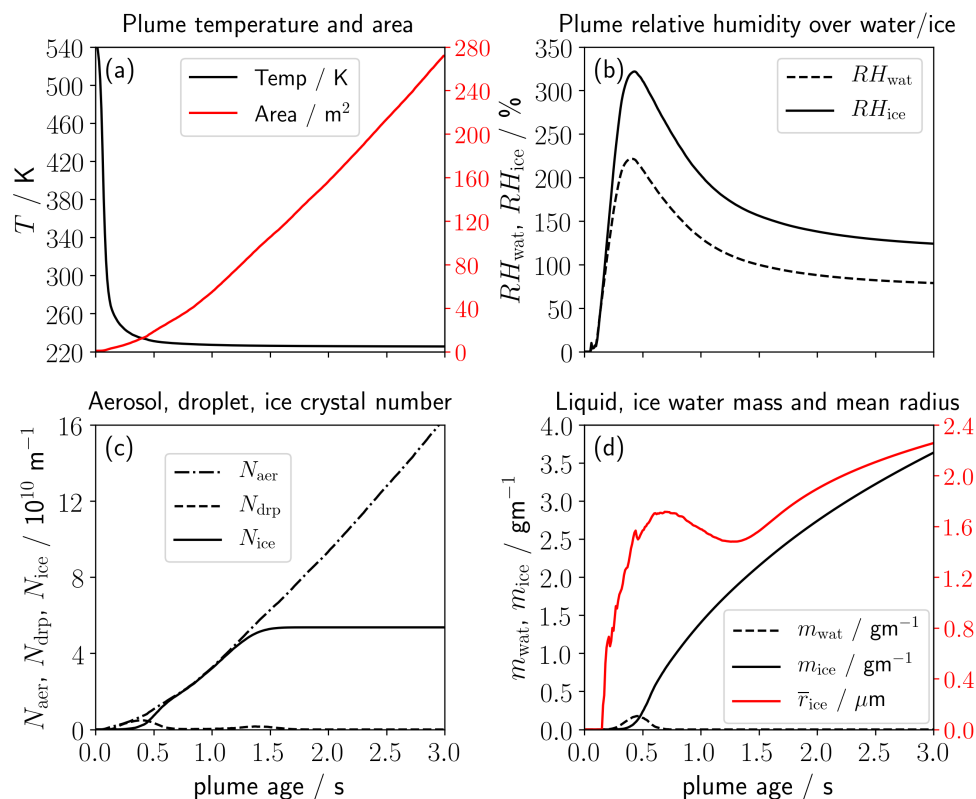 Plume temperature and area
Plume relative humidity over water/ice
(a)
Temp / K
Area / m²
T / K
540
500
460
420
380
340
300
260
220
280
240
200
160
120
80
40
0
(b)
RH_wat
RH_ice
RH_wat, RH_ice / %
350
300
250
200
150
100
50
0
Aerosol, droplet, ice crystal number
Liquid, ice water mass and mean radius
(c)
N_aer
N_drp
N_ice
N_aer, N_drp, N_ice / 10¹⁰ m⁻¹
16
12
8
4
0
0.0 0.5 1.0 1.5 2.0 2.5 3.0
plume age / s
(d)
m_wat / gm⁻¹
m_ice / gm⁻¹
r̅_ice / μm
m_wat, m_ice / gm⁻¹
4.0
3.5
3.0
2.5
2.0
1.5
1.0
0.5
0.0
2.4
2.0
1.6
1.2
0.8
0.4
0.0
0.0 0.5 1.0 1.5 2.0 2.5 3.0
plume age / s